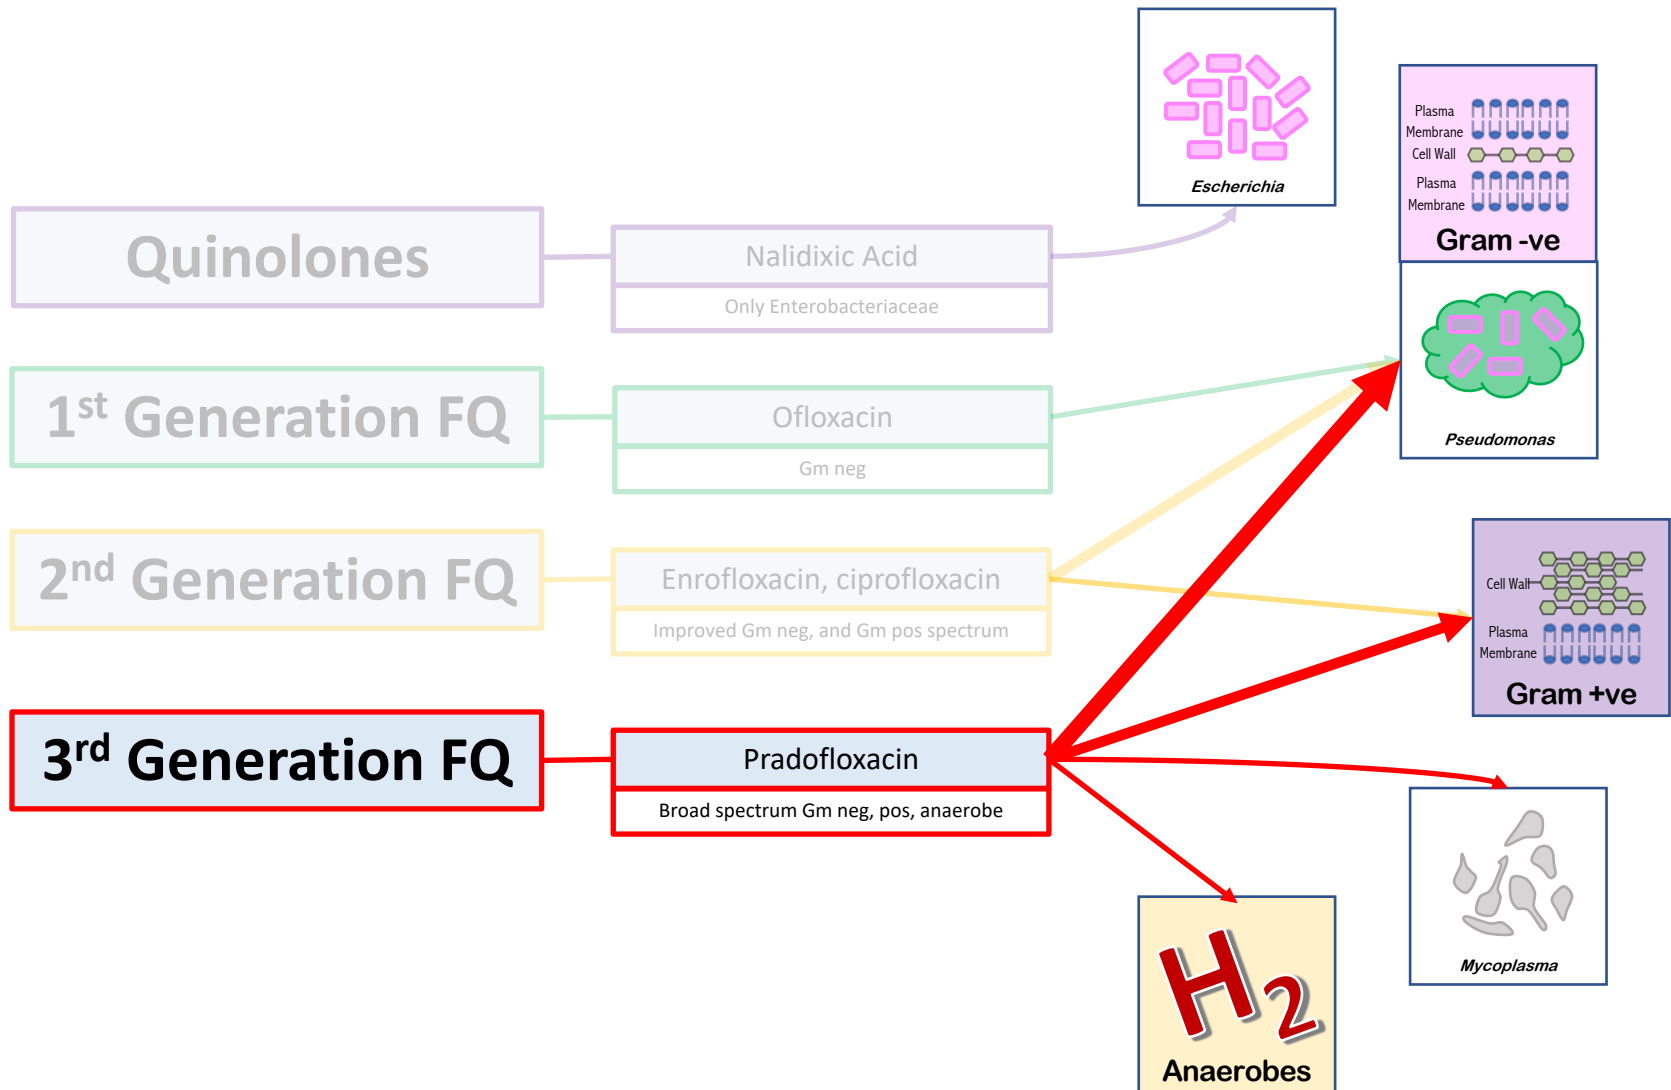 Escherichia
Plasma
Membrane
Cell Wall
Plasma
Membrane
Gram -ve
Quinolones
Nalidixic Acid
Only Enterobacteriaceae
Pseudomonas
1st Generation FQ
Ofloxacin
Gm neg
2nd Generation FQ
Enrofloxacin, ciprofloxacin
Improved Gm neg, and Gm pos spectrum
Cell Wall
Plasma
Membrane
Gram +ve
3rd Generation FQ
Pradofloxacin
Broad spectrum Gm neg, pos, anaerobe
Mycoplasma
H2
Anaerobes